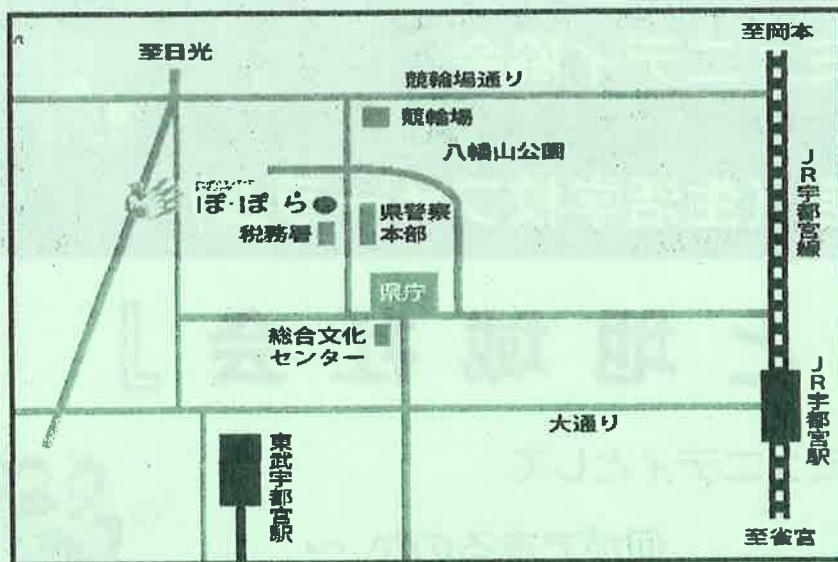 至日光
至岡本
競輪場通り
競輪場
八幡山公園
JR宇都宮線
ぽ・ぽら
税務署
県警察
本部
県庁
総合文化
センター
大通り
JR宇都宮駅
東武宇都宮駅
至雀宮